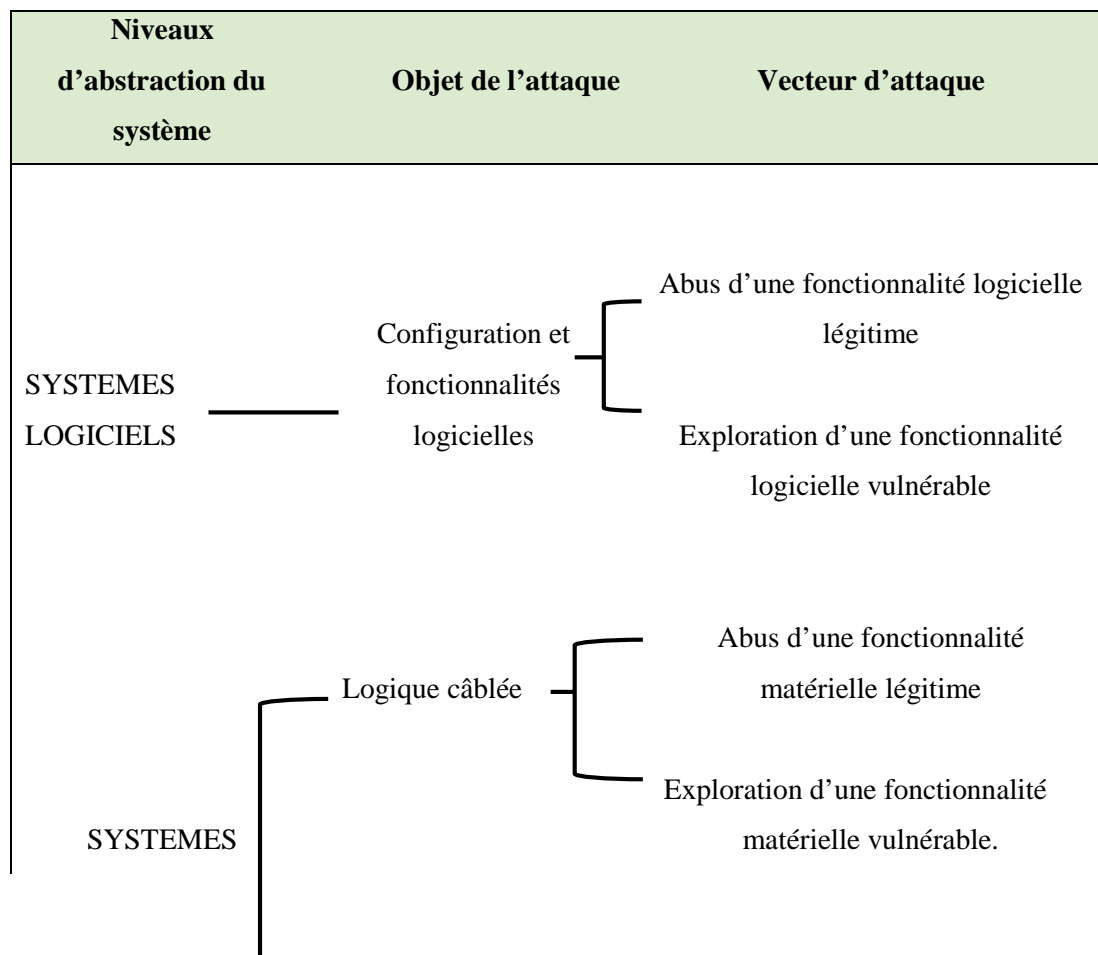 Niveaux
d’abstraction du
système
Objet de l’attaque
Vecteur d’attaque
SYSTEMES
LOGICIELS
Configuration et
fonctionnalités
logicielles
Abus d’une fonctionnalité logicielle
légitime
Exploration d’une fonctionnalité
logicielle vulnérable
SYSTEMES
Logique câblée
Abus d’une fonctionnalité
matérielle légitime
Exploration d’une fonctionnalité
matérielle vulnérable.